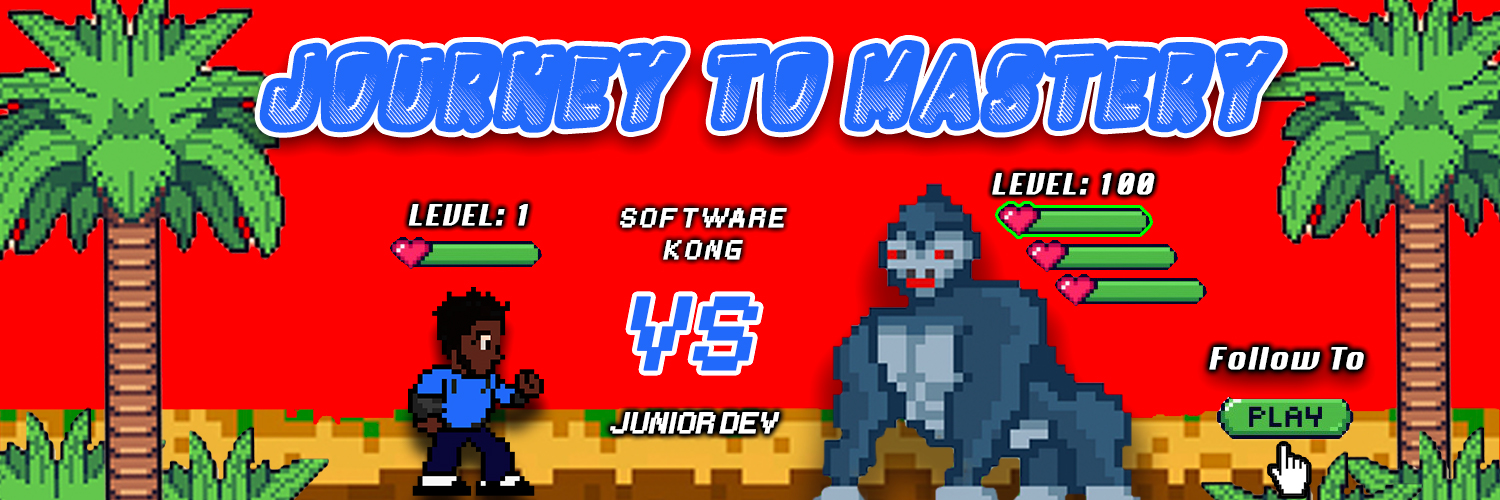 JOURNEY TO MASTERY
LEVEL: 1
SOFTWARE
KONG
VS
JUNIOR DEV
LEVEL: 100
Follow To
PLAY